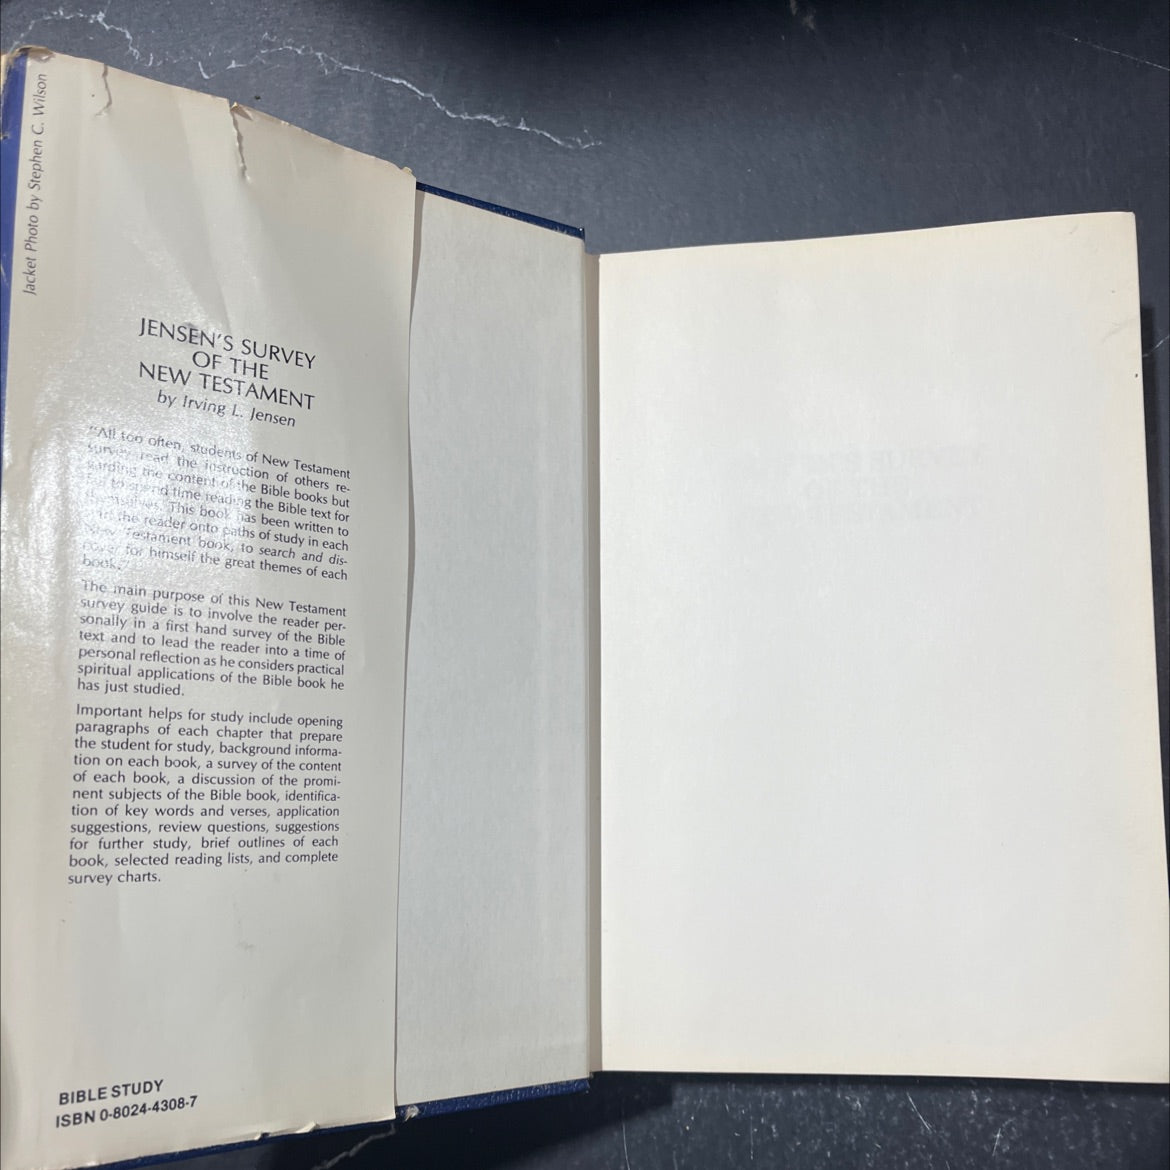 Jacket Photo by Stephen C. Wilson
JENSEN'S SURVEY
OF THE
NEW TESTAMENT
by Irving L. Jensen
"All too often, students of New Testament
survey read the instruction of others re-
garding the content of the Bible books but
fail to spend time reading the Bible text for
themselves. This book has been written to
the reader onto paths of study in each
New Testament book, to search and dis-
cover for himself the great themes of each
book."
The main purpose of this New Testament
survey guide is to involve the reader per-
sonally in a first hand survey of the Bible
text and to lead the reader into a time of
personal reflection as he considers practical
spiritual applications of the Bible book he
has just studied.
Important helps for study include opening
paragraphs of each chapter that prepare
the student for study, background informa-
tion on each book, a survey of the content
of each book, a discussion of the promi-
nent subjects of the Bible book, identifica-
tion of key words and verses, application
suggestions, review questions, suggestions
for further study, brief outlines of each
book, selected reading lists, and complete
survey charts.
BIBLE STUDY
ISBN 0-8024-4308-7